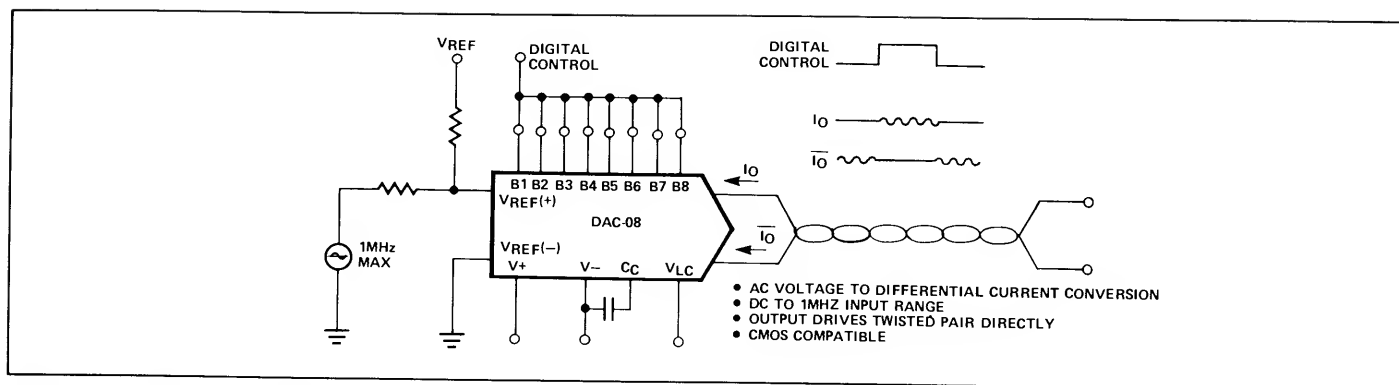 VREF
DIGITAL
CONTROL
DIGITAL
CONTROL
IO
IO
B1 B2 B3 B4 B5 B6 B7 B8
IO
VREF(+)
DAC-08
IO
1MHz
MAX
VREF(−)
V+ V− CC VLC
• AC VOLTAGE TO DIFFERENTIAL CURRENT CONVERSION
• DC TO 1MHZ INPUT RANGE
• OUTPUT DRIVES TWISTED PAIR DIRECTLY
• CMOS COMPATIBLE